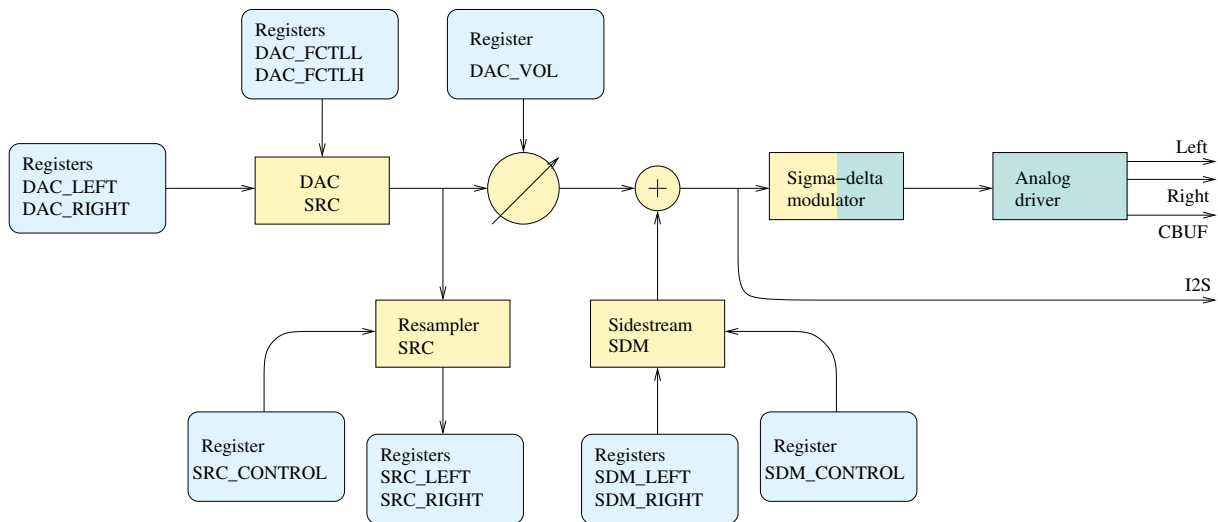 Registers
DAC_FCTLL
DAC_FCTLH
Register
DAC_VOL
Registers
DAC_LEFT
DAC_RIGHT
DAC
SRC
+
Sigma−delta
modulator
Analog
driver
Left
Right
CBUF
I2S
Resampler
SRC
Sidestream
SDM
Register
SRC_CONTROL
Registers
SRC_LEFT
SRC_RIGHT
Registers
SDM_LEFT
SDM_RIGHT
Register
SDM_CONTROL